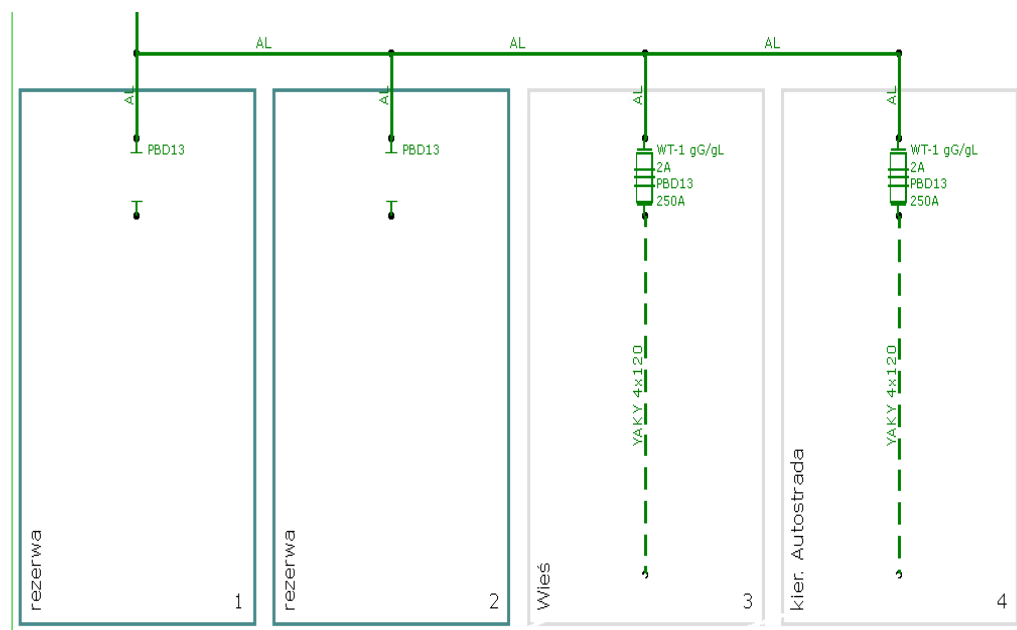 AL
AL
AL
AL
AL
AL
AL
PBD13
PBD13
WT-1 gG/gL
2A
PBD13
250A
WT-1 gG/gL
2A
PBD13
250A
YAKY 4x120
YAKY 4x120
rezerwa
1
rezerwa
2
Wieś
3
kier. Autostrada
4